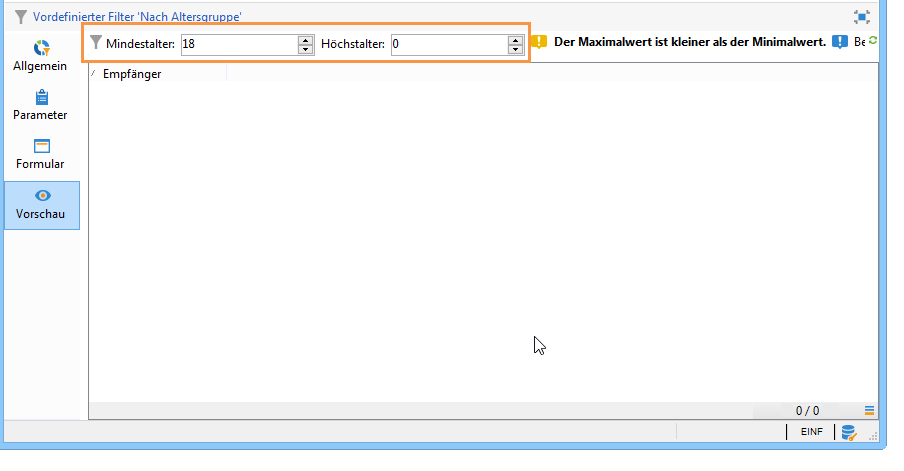 Vordefinierter Filter 'Nach Altersgruppe'
Mindestalter: 18 Höchstalter: 0 Der Maximalwert ist kleiner als der Minimalwert. Be
Allgemein
Empfänger
Parameter
Formular
Vorschau
0 / 0
EINF